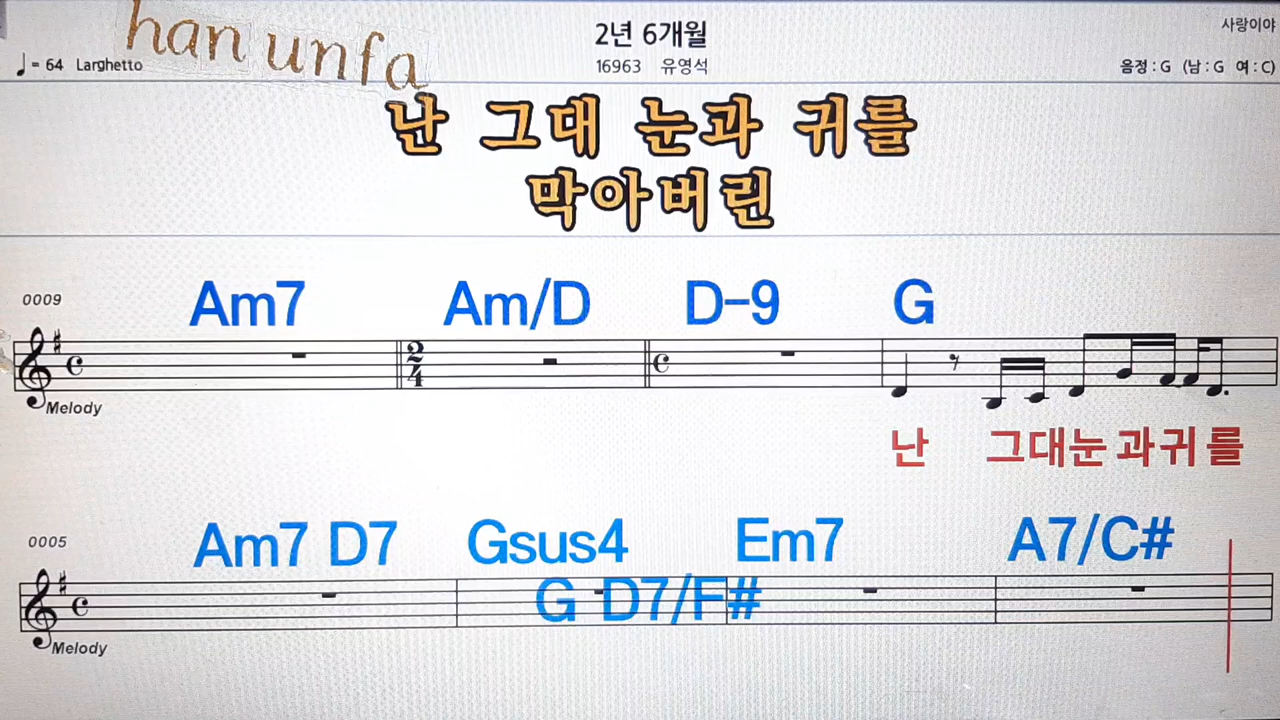 han unfa
2년 6개월
사랑이야
♩= 64 Larghetto
16963 유영석
음정 : G (남 : G 여 : C)
난 그대 눈과 귀를
막아버린
0009
Am7 Am/D D-9 G
2
4
Melody
난 그대눈과귀를
0005
Am7 D7 Gsus4 Em7 A7/C#
G D7/F#
Melody